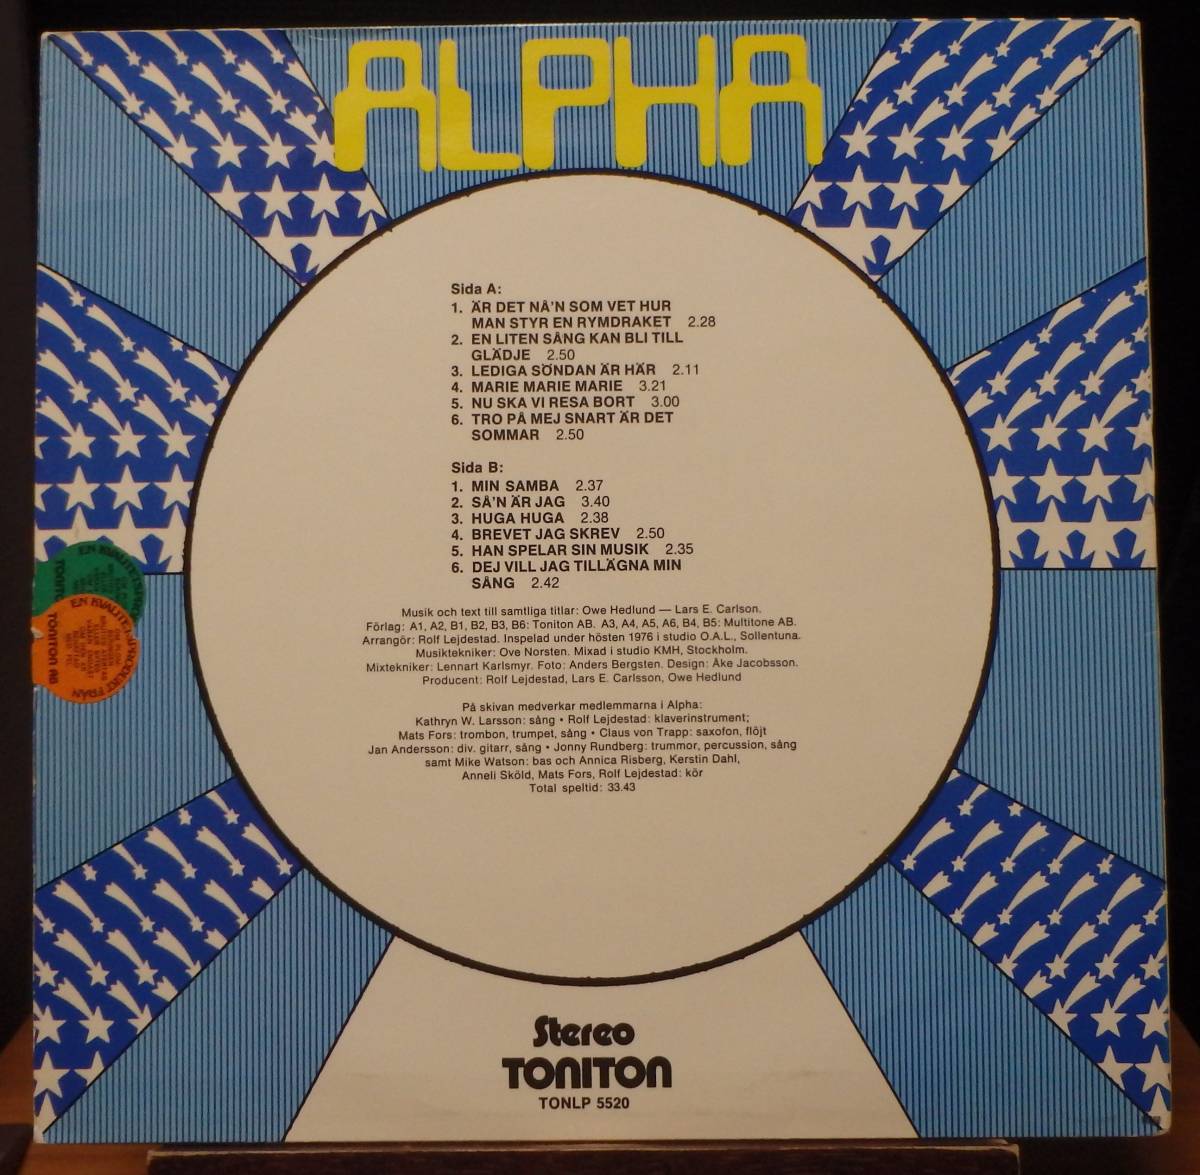 ALPHA
Sida A:
1. ÄR DET NÅ'N SOM VET HUR
MAN STYR EN RYMDRAKET 2.28
2. EN LITEN SÅNG KAN BLI TILL
GLÄDJE 2.50
3. LEDIGA SÖNDAN ÄR HÄR 2.11
4. MARIE MARIE MARIE 3.21
5. NU SKA VI RESA BORT 3.00
6. TRO PÅ MEJ SNART ÄR DET
SOMMAR 2.50
Sida B:
1. MIN SAMBA 2.37
2. SÅ'N ÄR JAG 3.40
3. HUGA HUGA 2.38
4. BREVET JAG SKREV 2.50
5. HAN SPELAR SIN MUSIK 2.35
6. DEJ VILL JAG TILLÄGNA MIN
SÅNG 2.42
Musik och text till samtliga titlar: Owe Hedlund — Lars E. Carlson.
Förlag: A1, A2, B1, B2, B3, B6: Toniton AB. A3, A4, A5, A6, B4, B5: Multitone AB.
Arrangör: Rolf Lejdestad. Inspelad under hösten 1976 i studio O.A.L., Sollentuna.
Musiktekniker: Ove Norsten. Mixad i studio KMH, Stockholm.
Mixtekniker: Lennart Karlsmyr. Foto: Anders Bergsten. Design: Åke Jacobsson.
Producent: Rolf Lejdestad, Lars E. Carlsson, Owe Hedlund
På skivan medverkar medlemmarna i Alpha:
Kathryn W. Larsson: sång • Rolf Lejdestad: klaverinstrument;
Mats Fors: trombon, trumpet, sång • Claus von Trapp: saxofon, flöjt
Jan Andersson: div. gitarr, sång • Jonny Rundberg: trummor, percussion, sång
samt Mike Watson: bas och Annica Risberg, Kerstin Dahl,
Anneli Sköld, Mats Fors, Rolf Lejdestad: kör
Total speltid: 33.43
EN KVALITETSPRO
TONITO
EN KVALITETSPRODUKT FRÅN
TONITON AB
Stereo
TONITON
TONLP 5520